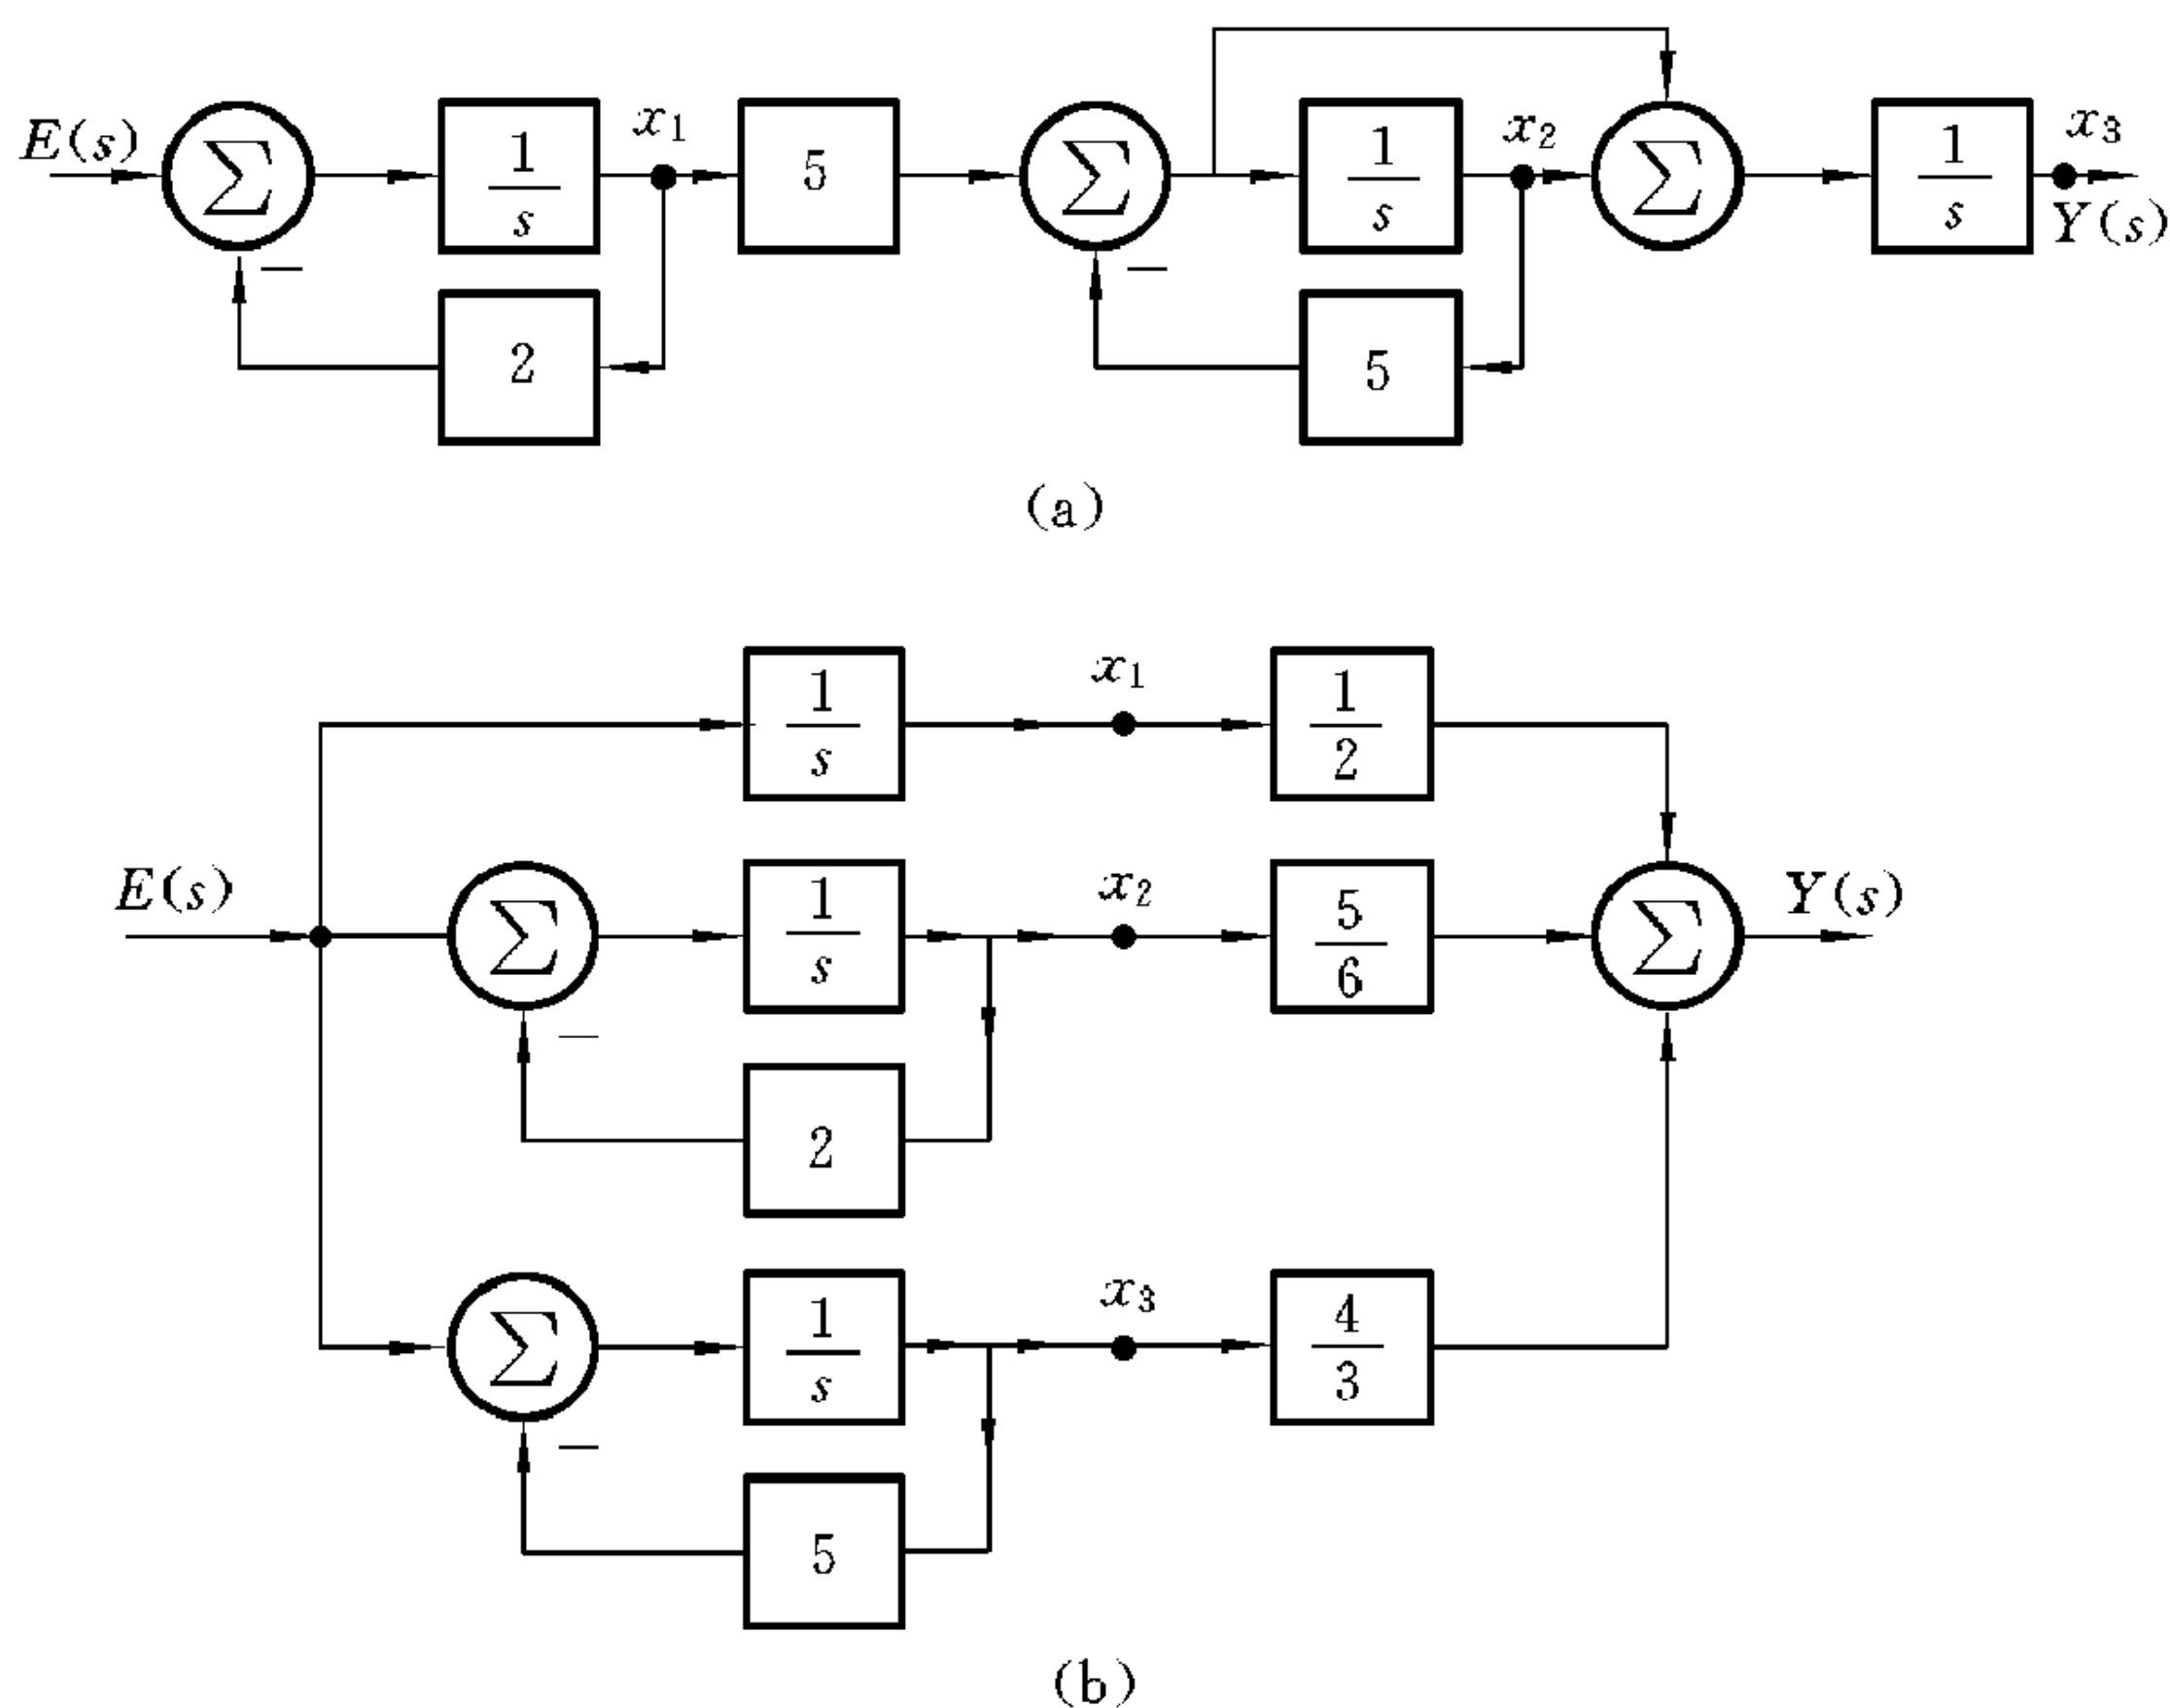 E(s) Σ 1/s x₁ 5 Σ 1/s x₂ Σ 1/s x₃
Y(s)
− 2 − 5
(a)
1/s x₁ 1/2
E(s) Σ 1/s x₂ 5/6 Σ Y(s)
− 2
Σ 1/s x₃ 4/3
− 5
(b)